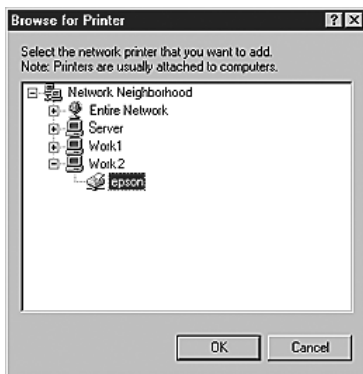 Browse for Printer
Select the network printer that you want to add.
Note: Printers are usually attached to computers.
Network Neighborhood
Entire Network
Server
Work1
Work2
epson
OK Cancel